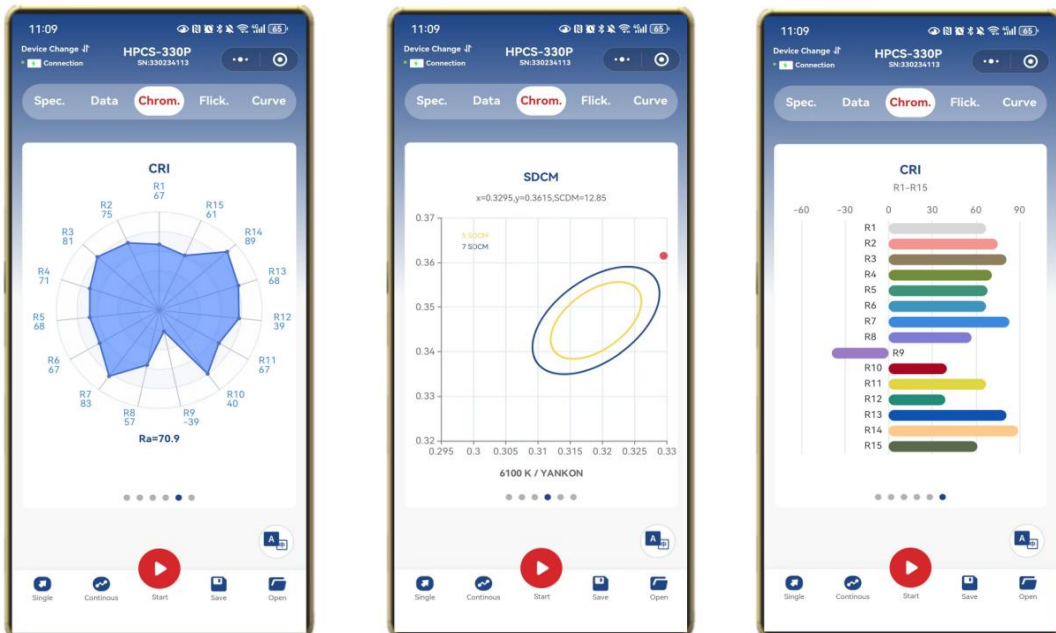 11:09
65
Device Change
HPCS-330P
SN:330234113
Connection
Spec. Data Chrom. Flick. Curve
CRI
R1
67
R2
75
R15
61
R3
81
R14
89
R4
71
R13
68
R5
68
R12
39
R6
67
R11
67
R7
83
R10
40
R8
57
R9
-39
Ra=70.9
A
中
Single Continous Start Save Open
11:09
65
Device Change
HPCS-330P
SN:330234113
Connection
Spec. Data Chrom. Flick. Curve
SDCM
x=0.3295,y=0.3615,SCDM=12.85
0.37
5 SDCM
7 SDCM
0.36
0.35
0.34
0.33
0.32
0.295 0.3 0.305 0.31 0.315 0.32 0.325 0.33
6100 K / YANKON
A
中
Single Continous Start Save Open
11:09
65
Device Change
HPCS-330P
SN:330234113
Connection
Spec. Data Chrom. Flick. Curve
CRI
R1-R15
-60 -30 0 30 60 90
R1
R2
R3
R4
R5
R6
R7
R8
R9
R10
R11
R12
R13
R14
R15
A
中
Single Continous Start Save Open